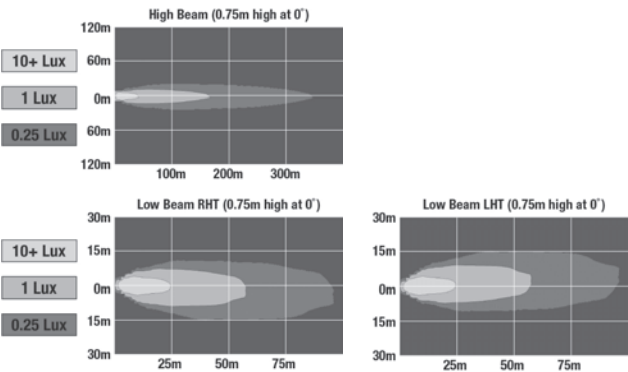 High Beam (0.75m high at 0°)
120m
10+ Lux
60m
1 Lux
0m
0.25 Lux
60m
120m
100m 200m 300m
Low Beam RHT (0.75m high at 0°)
30m
10+ Lux
15m
1 Lux
0m
0.25 Lux
15m
30m
25m 50m 75m
Low Beam LHT (0.75m high at 0°)
30m
15m
0m
15m
30m
25m 50m 75m